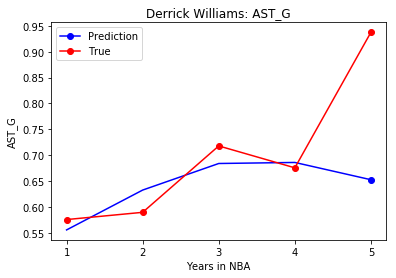 Derrick Williams: AST_G
Prediction
True
AST_G
0.95
0.90
0.85
0.80
0.75
0.70
0.65
0.60
0.55
1 2 3 4 5
Years in NBA